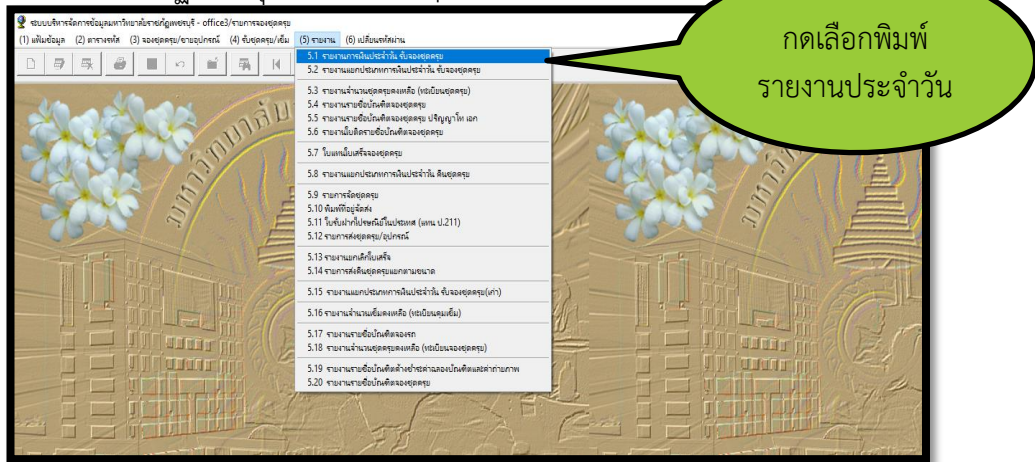 ระบบบริหารจัดการข้อมูลมหาวิทยาลัยราชภัฏเพชรบุรี - office3/รายการจองชุดครุย
(1) แฟ้มข้อมูล (2) ตารางรหัส (3) จองชุดครุย/ขายอุปกรณ์ (4) รับชุดครุย/เข็ม (5) รายงาน (6) เปลี่ยนรหัสผ่าน
5.1 รายงานการเงินประจำวัน รับจองชุดครุย
5.2 รายงานแยกประเภทการเงินประจำวัน รับจองชุดครุย
5.3 รายงานจำนวนชุดครุยคงเหลือ (ทะเบียนชุดครุย)
5.4 รายงานรายชื่อบัณฑิตจองชุดครุย
5.5 รายงานรายชื่อบัณฑิตจองชุดครุย ปริญญาโท เอก
5.6 รายงานใบติดรายชื่อบัณฑิตจองชุดครุย
5.7 ใบแทนใบเสร็จจองชุดครุย
5.8 รายงานแยกประเภทการเงินประจำวัน คืนชุดครุย
5.9 รายการจัดชุดครุย
5.10 พิมพ์ที่อยู่จัดส่ง
5.11 ใบรับฝากไปรษณีย์ในประเทศ (แทน ป.211)
5.12 รายการส่งชุดครุย/อุปกรณ์
5.13 รายงานยกเลิกใบเสร็จ
5.14 รายการส่งคืนชุดครุยแยกตามขนาด
5.15 รายงานแยกประเภทการเงินประจำวัน รับจองชุดครุย(เก่า)
5.16 รายงานจำนวนเข็มคงเหลือ (ทะเบียนคุมเข็ม)
5.17 รายงานรายชื่อบัณฑิตจองรถ
5.18 รายงานจำนวนชุดครุยคงเหลือ (ทะเบียนจองชุดครุย)
5.19 รายงานรายชื่อบัณฑิตค้างชำระค่าฉลองบัณฑิตและค่าถ่ายภาพ
5.20 รายงานรายชื่อบัณฑิตจองชุดครุย
กดเลือกพิมพ์
รายงานประจำวัน